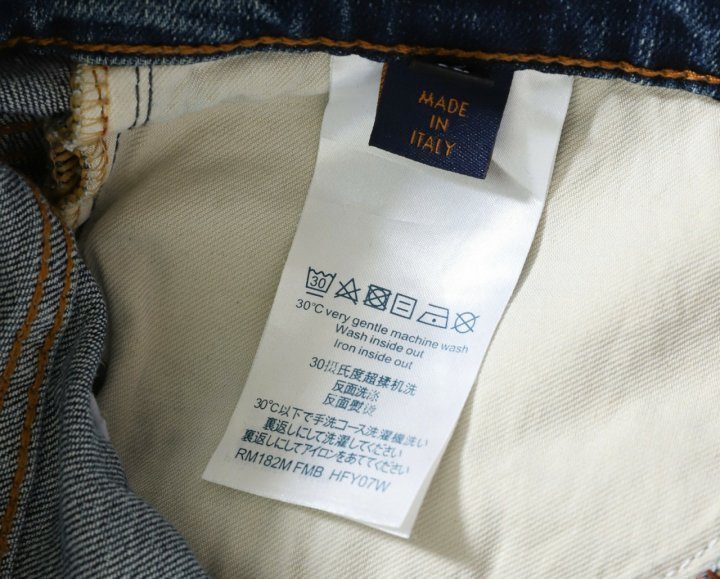 MADE
IN
ITALY
30
30°C very gentle machine wash
Wash inside out
Iron inside out
30摄氏度超揉机洗
反面洗涤
反面熨烫
30℃以下で手洗コース洗濯機洗い
裏返しにして洗濯してください
裏返しにしてアイロンをあててください
RM182M FMB HFY07W